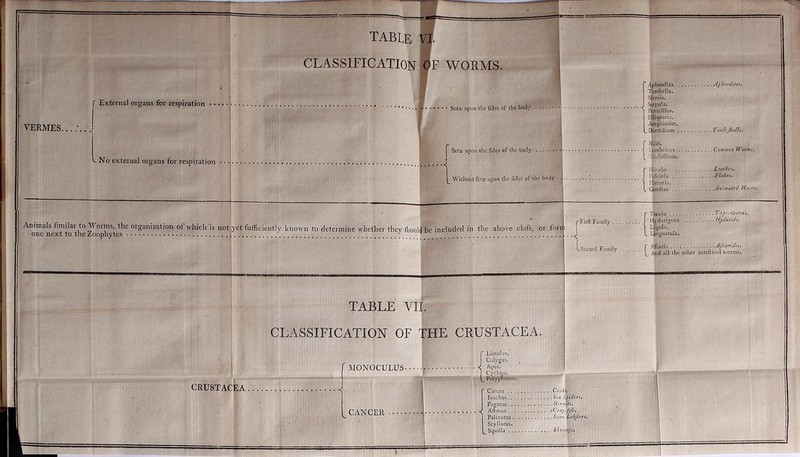 TABLE VI.
CLASSIFICATION OF WORMS.
VERMES
External organs for respiration
Setæ upon the sides of the body
Aphrodita Aphrodites.
Terebella.
Nereis.
Serpula.
Penicillus.
Siliquaria.
Amphitrite.
Dentalium Tooth-shells.
No external organs for respiration
Setæ upon the sides of the body
Nais.
Lumbricus Common Worms.
Thalassema.
Without setæ upon the sides of the body
Hirudo Leeches.
Fasciola Flukes.
Planaria.
Gordius Animated Hairs.
Animals similar to Worms, the organization of which is not yet sufficiently known to determine whether they should be included in the above class, or form
one next to the Zoophytes
First Family
Tænia Tape-worms.
Hydatigena Hydatids.
Ligula.
Linguatula.
Second Family
Ascaris Ascarides.
And all the other intestinal worms.
TABLE VII.
CLASSIFICATION OF THE CRUSTACEA.
CRUSTACEA
MONOCULUS
Limulus.
Calygus.
Apus.
Cyclops.
Polyphemus.
CANCER
Cancer Crabs.
Inachus Sea Spiders.
Pagurus Hermits.
Astacus Cray-fish.
Palinurus Lobsters.
Scyllarus.
Squilla Shrimps.